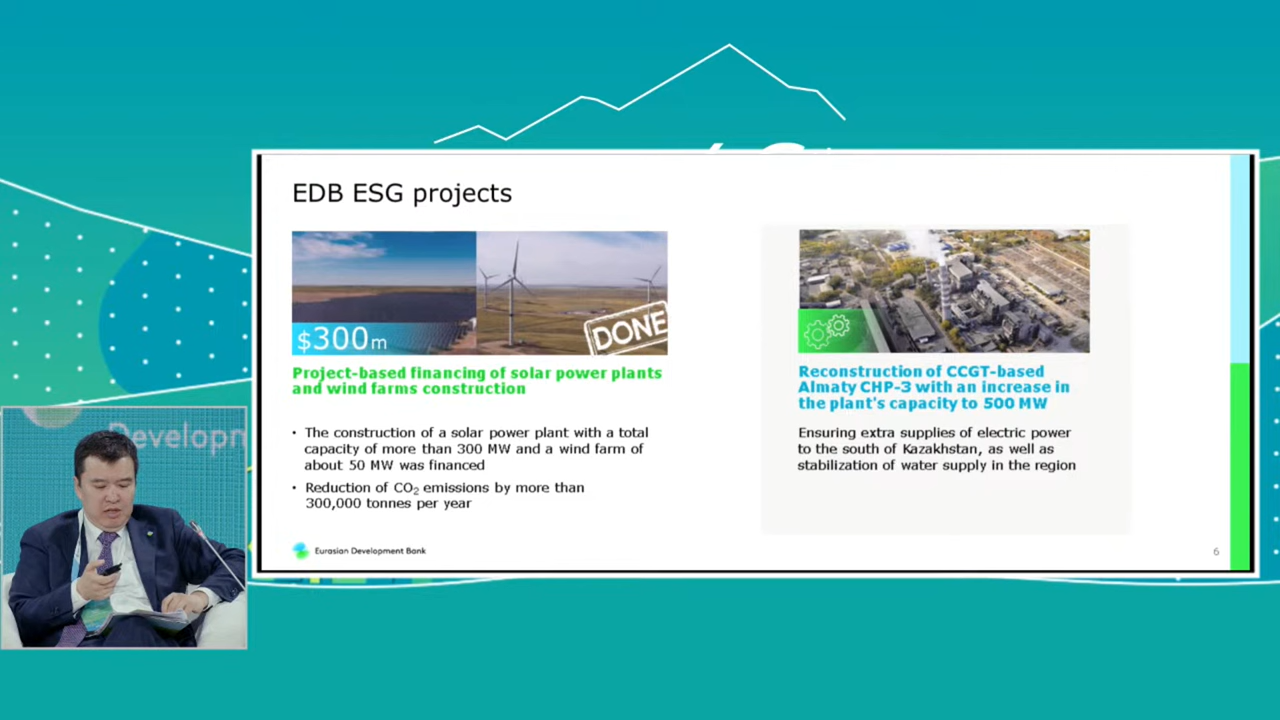 EDB ESG projects
$300m
DONE
Project-based financing of solar power plants
and wind farms construction
• The construction of a solar power plant with a total
capacity of more than 300 MW and a wind farm of
about 50 MW was financed
• Reduction of CO₂ emissions by more than
300,000 tonnes per year
Reconstruction of CCGT-based
Almaty CHP-3 with an increase in
the plant's capacity to 500 MW
Ensuring extra supplies of electric power
to the south of Kazakhstan, as well as
stabilization of water supply in the region
Eurasian Development Bank
6
Developn